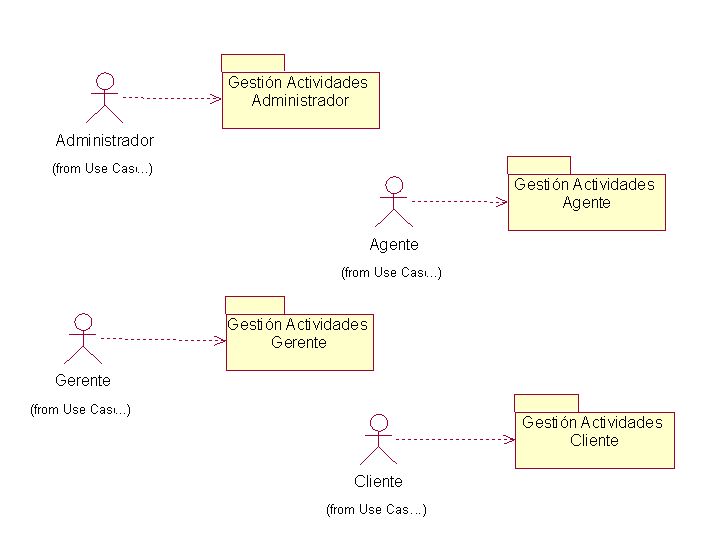 Gestión Actividades
Administrador
Administrador
(from Use Cas...)
Gestión Actividades
Agente
Agente
(from Use Cas...)
Gestión Actividades
Gerente
Gerente
(from Use Cas...)
Gestión Actividades
Cliente
Cliente
(from Use Cas...)